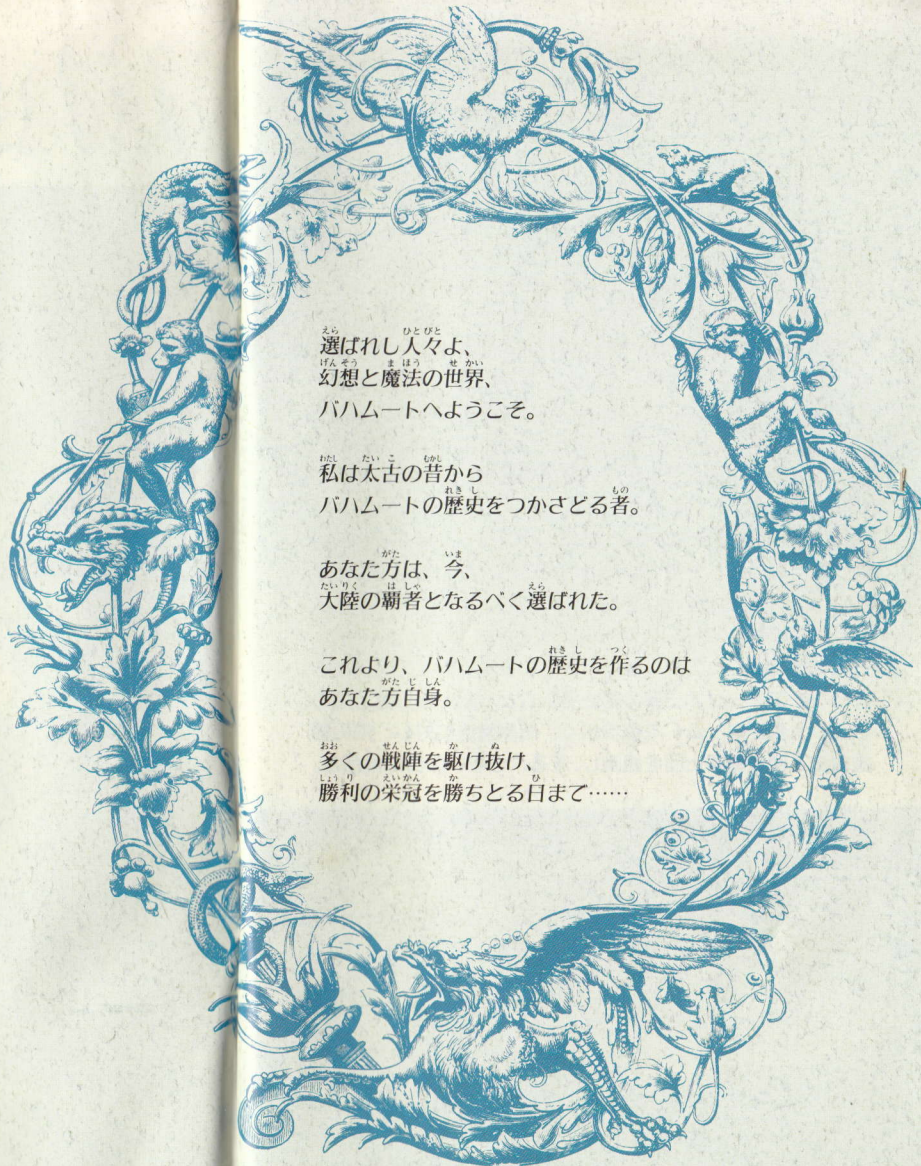 選ばれし人々よ、
幻想と魔法の世界、
バハムートへようこそ。
私は太古の昔から
バハムートの歴史をつかさどる者。
あなた方は、今、
大陸の覇者となるべく選ばれた。
これより、バハムートの歴史を作るのは
あなた方自身。
多くの戦陣を駆け抜け、
勝利の栄冠を勝ちとる日まで……